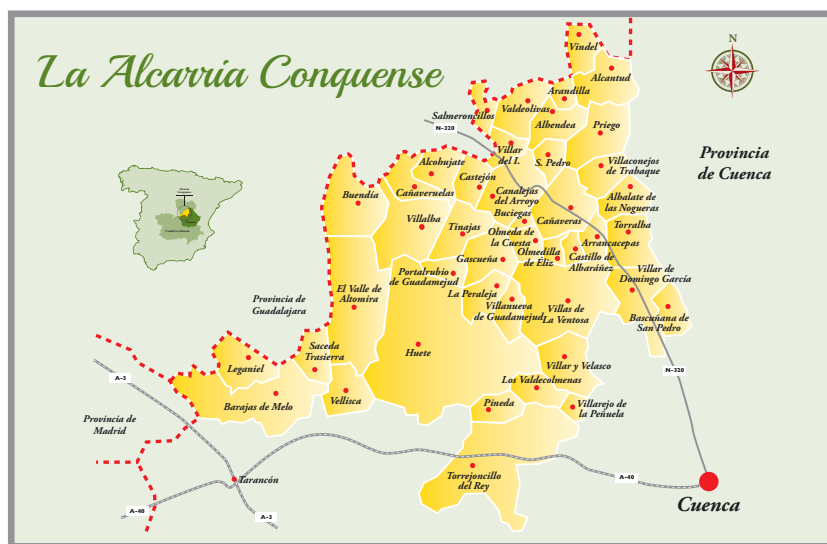 La Alcarria Conquense
N
Vindel
Alcantud
Arandilla
Valdeolivas
Salmeroncillos
N-320
Albendea
Priego
Provincia
de Cuenca
Villar
del I.
S. Pedro
Villaconejos
de Trabaque
Alcohujate
Castejón
Cañaveruelas
Buendía
Canalejas
del Arroyo
Albalate de
las Nogueras
Buciegas
Cañaveras
Villalba
Tinajas
Olmeda de
la Cuesta
Torralba
Arrancacepas
Gascueña
Olmedilla
de Éliz
Castillo de
Albaráñez
Portalrubio
de Guadamejud
Villar de
Domingo García
El Valle de
Altomira
La Peraleja
Provincia de
Guadalajara
Villanueva
de Guadamejud
Villas de
La Ventosa
Bascuñana de
San Pedro
Saceda
Trasierra
Huete
Leganiel
Villar y Velasco
N-320
A-3
Los Valdecolmenas
Barajas de Melo
Vellisca
Pineda
Villarejo de
la Peñuela
Provincia de
Madrid
Torrejoncillo
del Rey
A-40
Tarancón
Cuenca
A-40
A-3